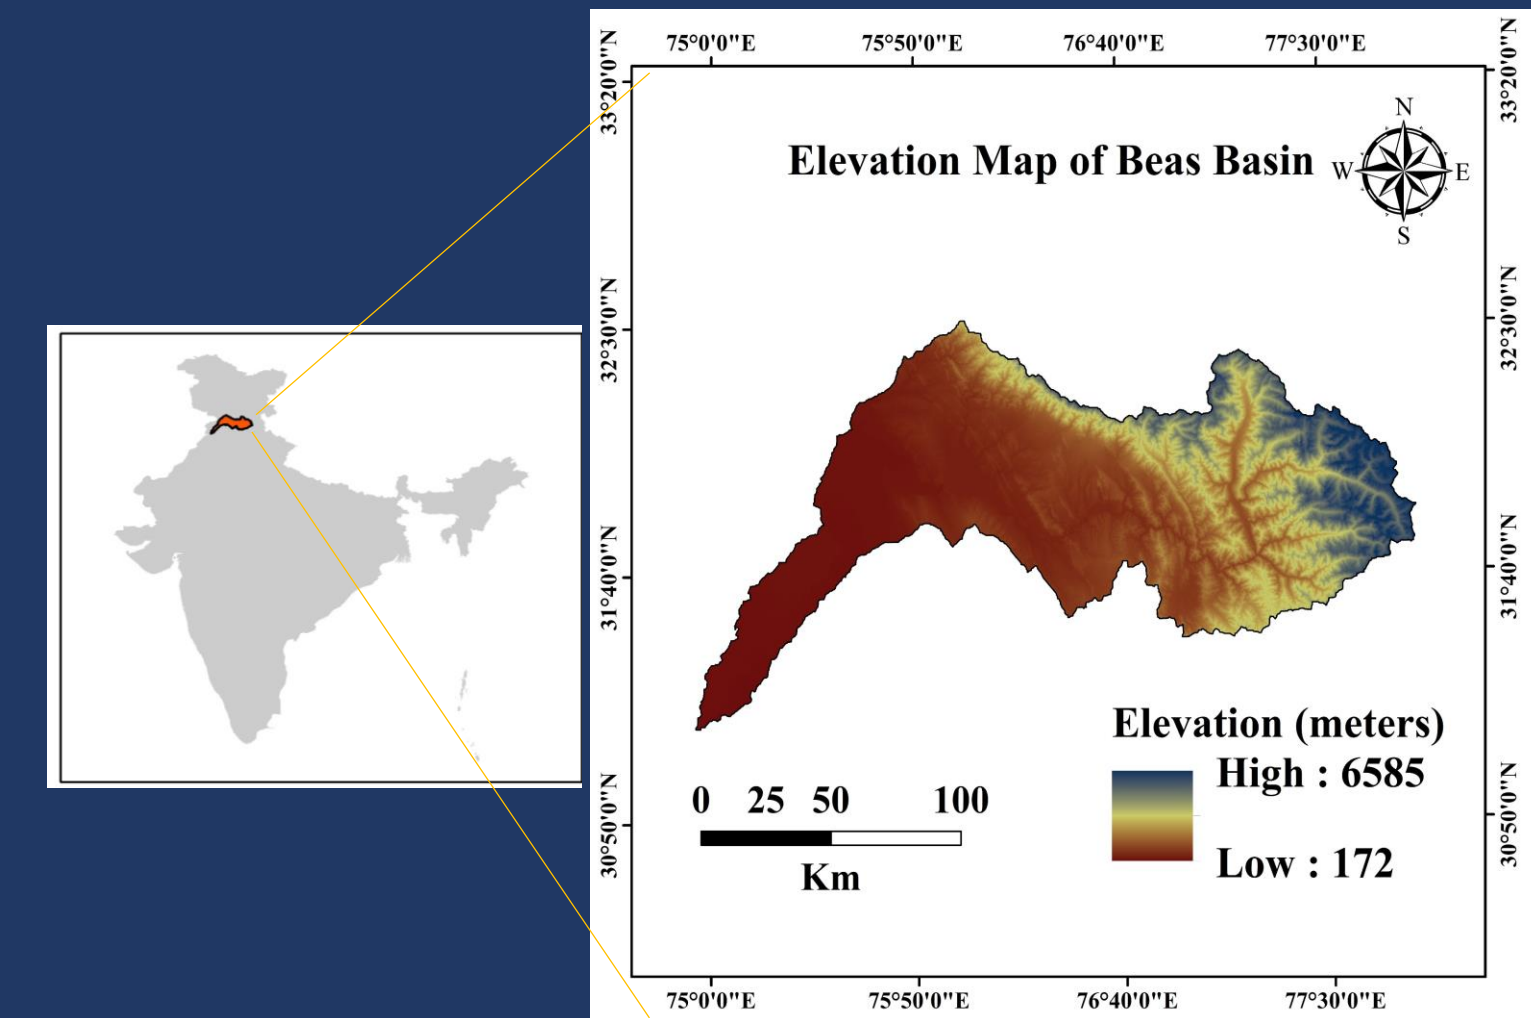 75°0'0"E 75°50'0"E 76°40'0"E 77°30'0"E
33°20'0"N
33°20'0"N
N
Elevation Map of Beas Basin
W
E
S
32°30'0"N
32°30'0"N
31°40'0"N
31°40'0"N
Elevation (meters)
High : 6585
Low : 172
0 25 50 100
Km
30°50'0"N
30°50'0"N
75°0'0"E 75°50'0"E 76°40'0"E 77°30'0"E